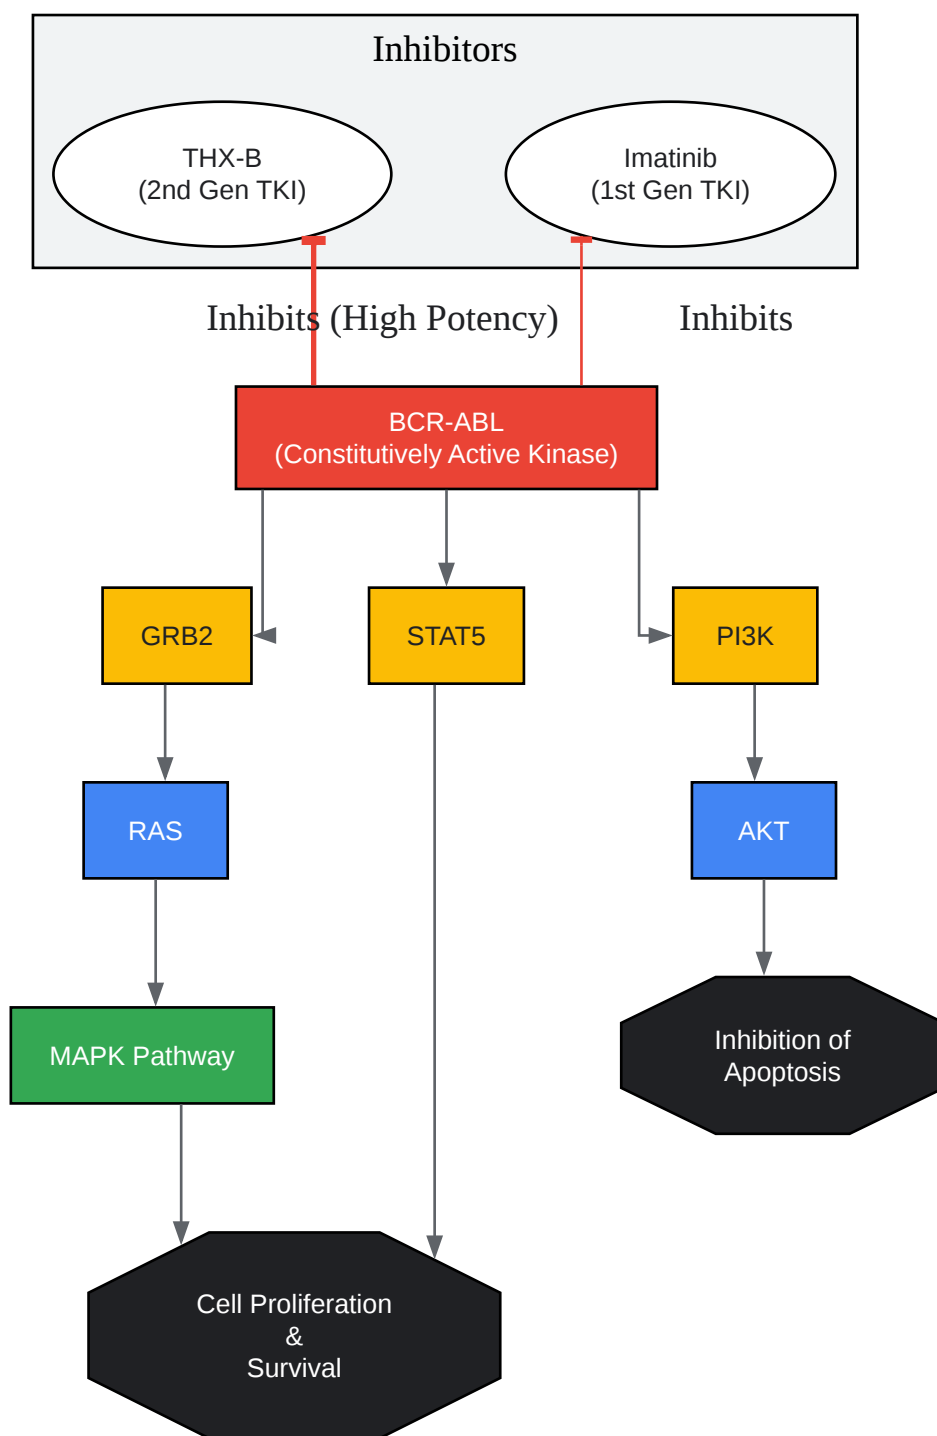 Inhibitors
THX-B
(2nd Gen TKI)
Imatinib
(1st Gen TKI)
Inhibits (High Potency)
Inhibits
BCR-ABL
(Constitutively Active Kinase)
GRB2
STAT5
PI3K
RAS
AKT
MAPK Pathway
Inhibition of
Apoptosis
Cell Proliferation
&
Survival